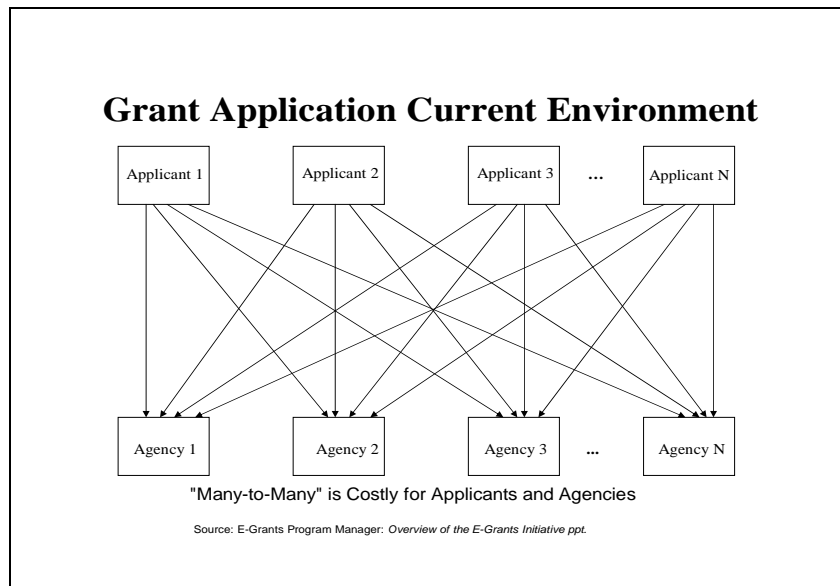 Grant Application Current Environment
Applicant 1 Applicant 2 Applicant 3 ... Applicant N
Agency 1 Agency 2 Agency 3 ... Agency N
"Many-to-Many" is Costly for Applicants and Agencies
Source: E-Grants Program Manager: Overview of the E-Grants Initiative ppt.